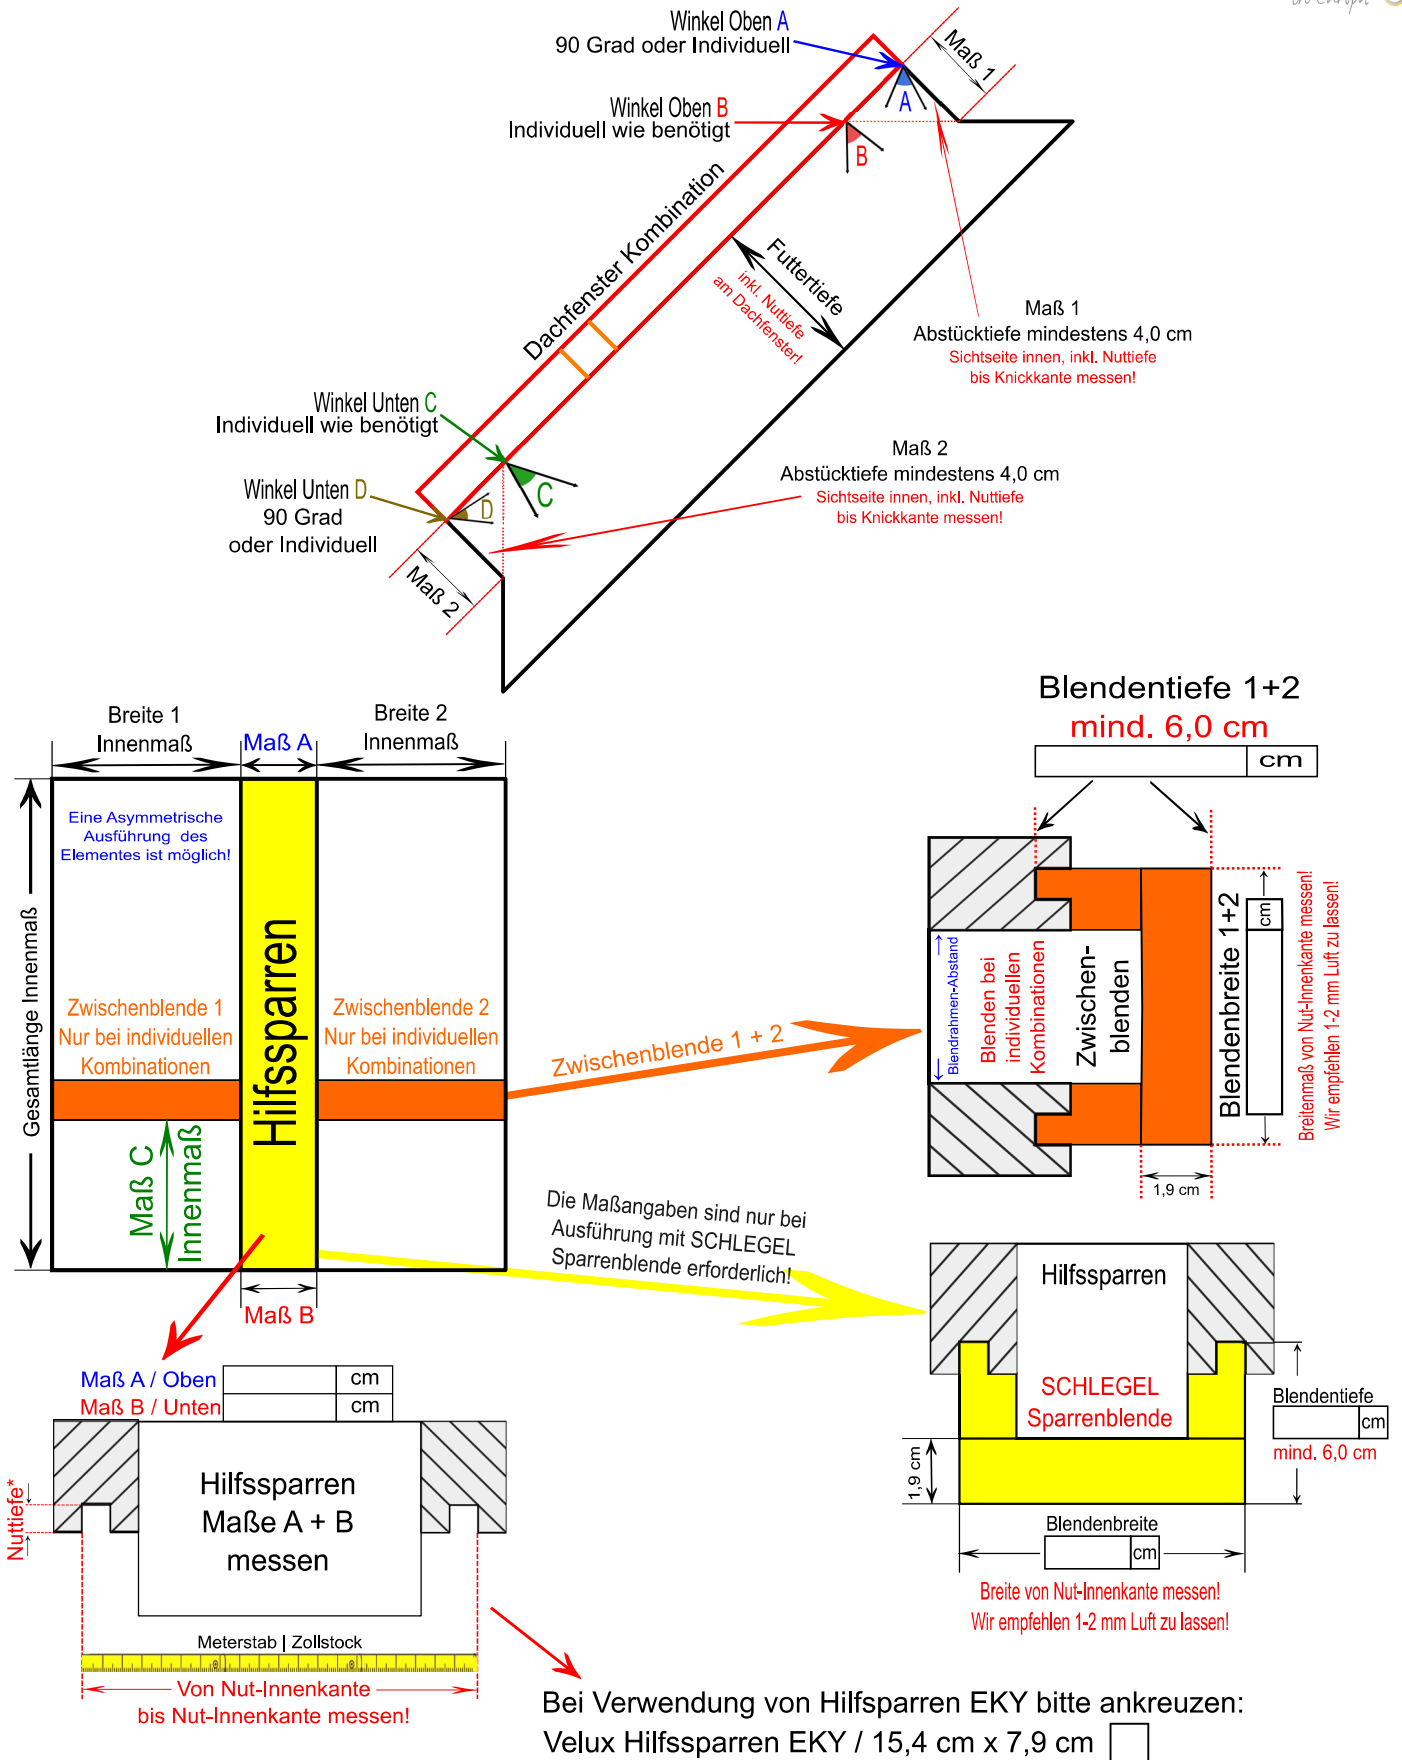 in Europa
Winkel Oben A
90 Grad oder Individuell
Maß 1
A
Winkel Oben B
Individuell wie benötigt
B
Dachfenster Kombination
Futtertiefe
inkl. Nuttiefe
am Dachfenster!
Maß 1
Abstücktiefe mindestens 4,0 cm
Sichtseite innen, inkl. Nuttiefe
bis Knickkante messen!
Winkel Unten C
Individuell wie benötigt
C
Maß 2
Abstücktiefe mindestens 4,0 cm
Sichtseite innen, inkl. Nuttiefe
bis Knickkante messen!
Winkel Unten D
90 Grad
oder Individuell
D
Maß 2
Breite 1
Innenmaß
Maß A
Breite 2
Innenmaß
Gesamtlänge Innenmaß
Eine Asymmetrische
Ausführung des
Elementes ist möglich!
Hilfssparren
Zwischenblende 1
Nur bei individuellen
Kombinationen
Zwischenblende 2
Nur bei individuellen
Kombinationen
Maß C
Innenmaß
Maß B
Zwischenblende 1 + 2
Die Maßangaben sind nur bei
Ausführung mit SCHLEGEL
Sparrenblende erforderlich!
Blendentiefe 1+2
mind. 6,0 cm
cm
Blendrahmen-Abstand
Blenden bei
individuellen
Kombinationen
Zwischen-
blenden
Blendenbreite 1+2
cm
Breitenmaß von Nut-Innenkante messen!
Wir empfehlen 1-2 mm Luft zu lassen!
1,9 cm
Hilfssparren
SCHLEGEL
Sparrenblende
Blendentiefe
cm
mind. 6,0 cm
1,9 cm
Blendenbreite
cm
Breite von Nut-Innenkante messen!
Wir empfehlen 1-2 mm Luft zu lassen!
Maß A / Oben
cm
Maß B / Unten
cm
Nuttiefe*
Hilfssparren
Maße A + B
messen
Meterstab | Zollstock
Von Nut-Innenkante
bis Nut-Innenkante messen!
Bei Verwendung von Hilfsparren EKY bitte ankreuzen:
Velux Hilfssparren EKY / 15,4 cm x 7,9 cm